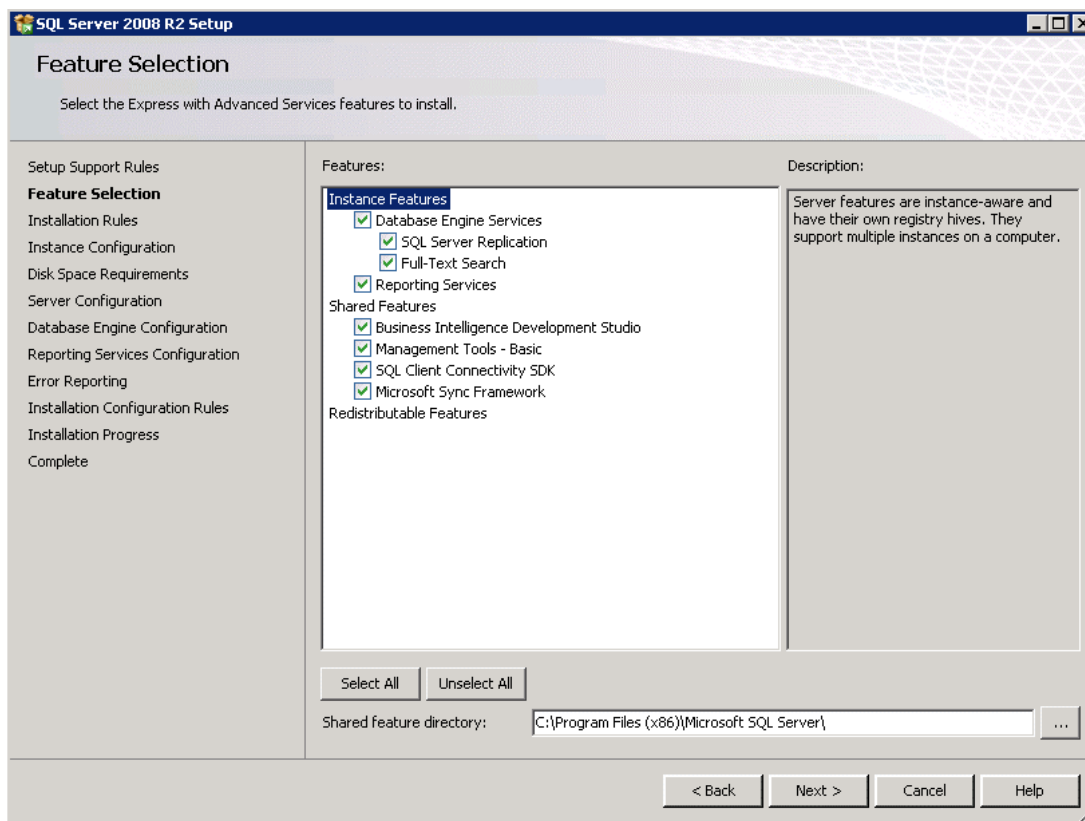 SQL Server 2008 R2 Setup
Feature Selection
Select the Express with Advanced Services features to install.
Setup Support Rules
Feature Selection
Installation Rules
Instance Configuration
Disk Space Requirements
Server Configuration
Database Engine Configuration
Reporting Services Configuration
Error Reporting
Installation Configuration Rules
Installation Progress
Complete
Features:
Instance Features
Database Engine Services
SQL Server Replication
Full-Text Search
Reporting Services
Shared Features
Business Intelligence Development Studio
Management Tools - Basic
SQL Client Connectivity SDK
Microsoft Sync Framework
Redistributable Features
Description:
Server features are instance-aware and
have their own registry hives. They
support multiple instances on a computer.
Select All
Unselect All
Shared feature directory:
C:\Program Files (x86)\Microsoft SQL Server\
...
< Back
Next >
Cancel
Help